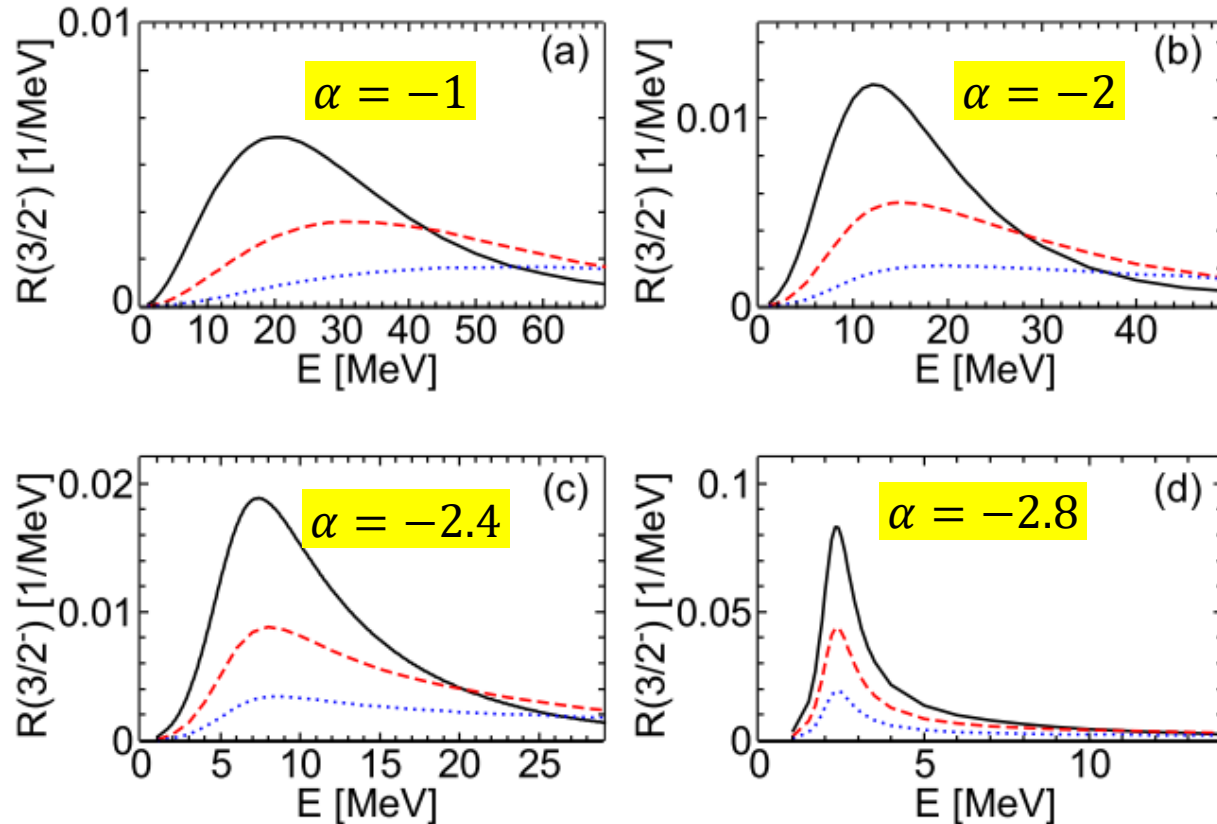 0.01
R(3/2⁻) [1/MeV]
0
(a)
𝛼 = −1
0 10 20 30 40 50 60
E [MeV]
0.01
R(3/2⁻) [1/MeV]
0
(b)
𝛼 = −2
0 10 20 30 40
E [MeV]
0.02
0.01
R(3/2⁻) [1/MeV]
0
(c)
𝛼 = −2.4
0 5 10 15 20 25
E [MeV]
0.1
0.05
R(3/2⁻) [1/MeV]
0
(d)
𝛼 = −2.8
0 5 10
E [MeV]